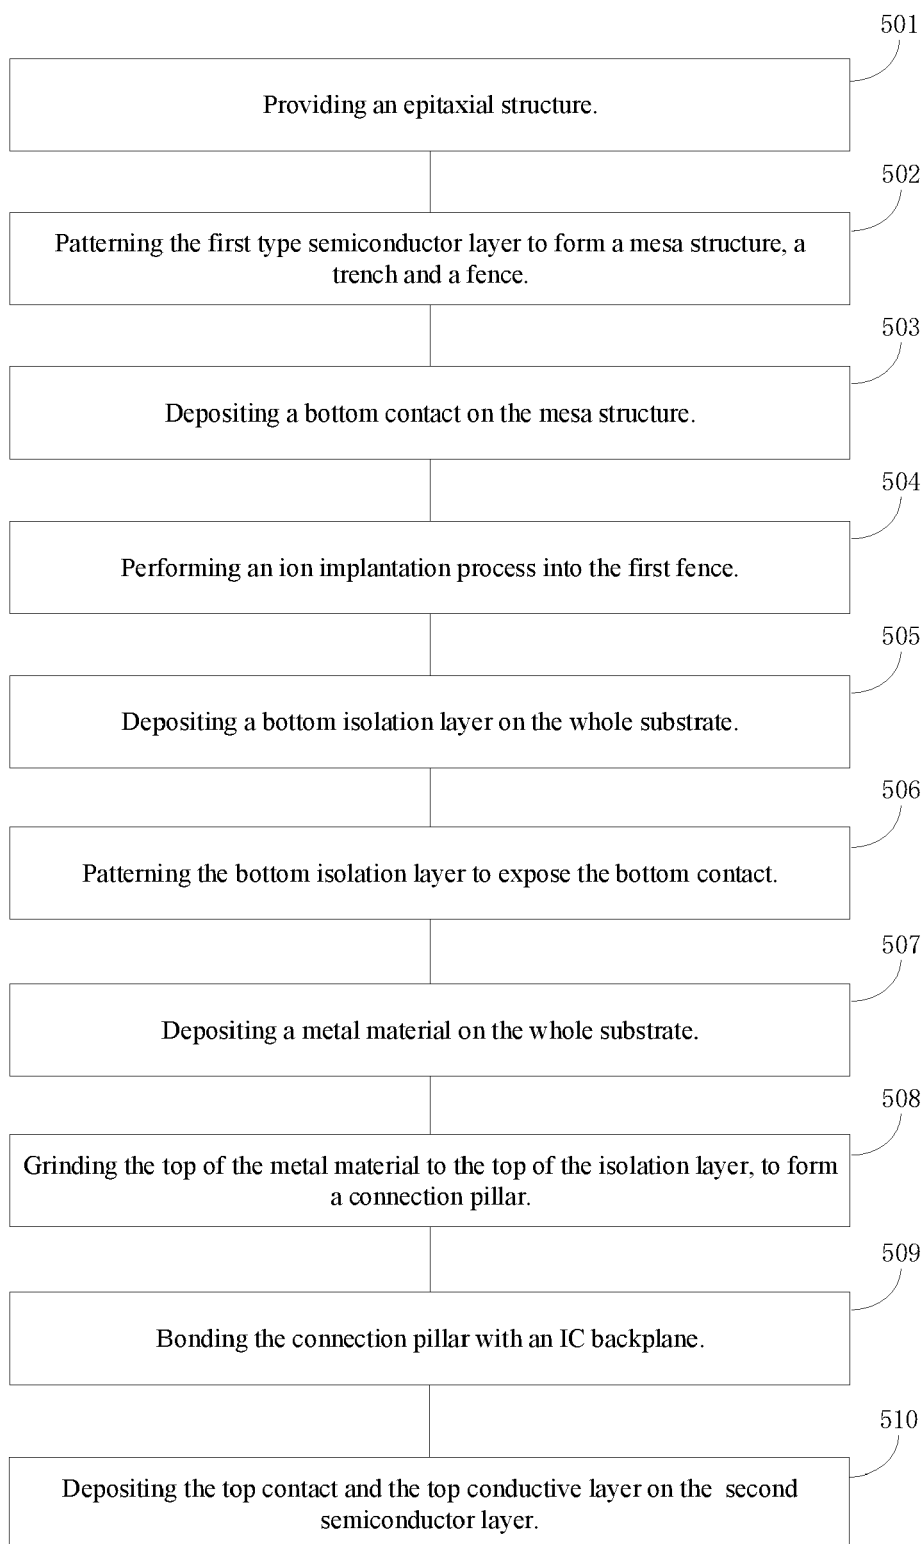 501
Providing an epitaxial structure.
502
Patterning the first type semiconductor layer to form a mesa structure, a
trench and a fence.
503
Depositing a bottom contact on the mesa structure.
504
Performing an ion implantation process into the first fence.
505
Depositing a bottom isolation layer on the whole substrate.
506
Patterning the bottom isolation layer to expose the bottom contact.
507
Depositing a metal material on the whole substrate.
508
Grinding the top of the metal material to the top of the isolation layer, to form
a connection pillar.
509
Bonding the connection pillar with an IC backplane.
510
Depositing the top contact and the top conductive layer on the second
semiconductor layer.